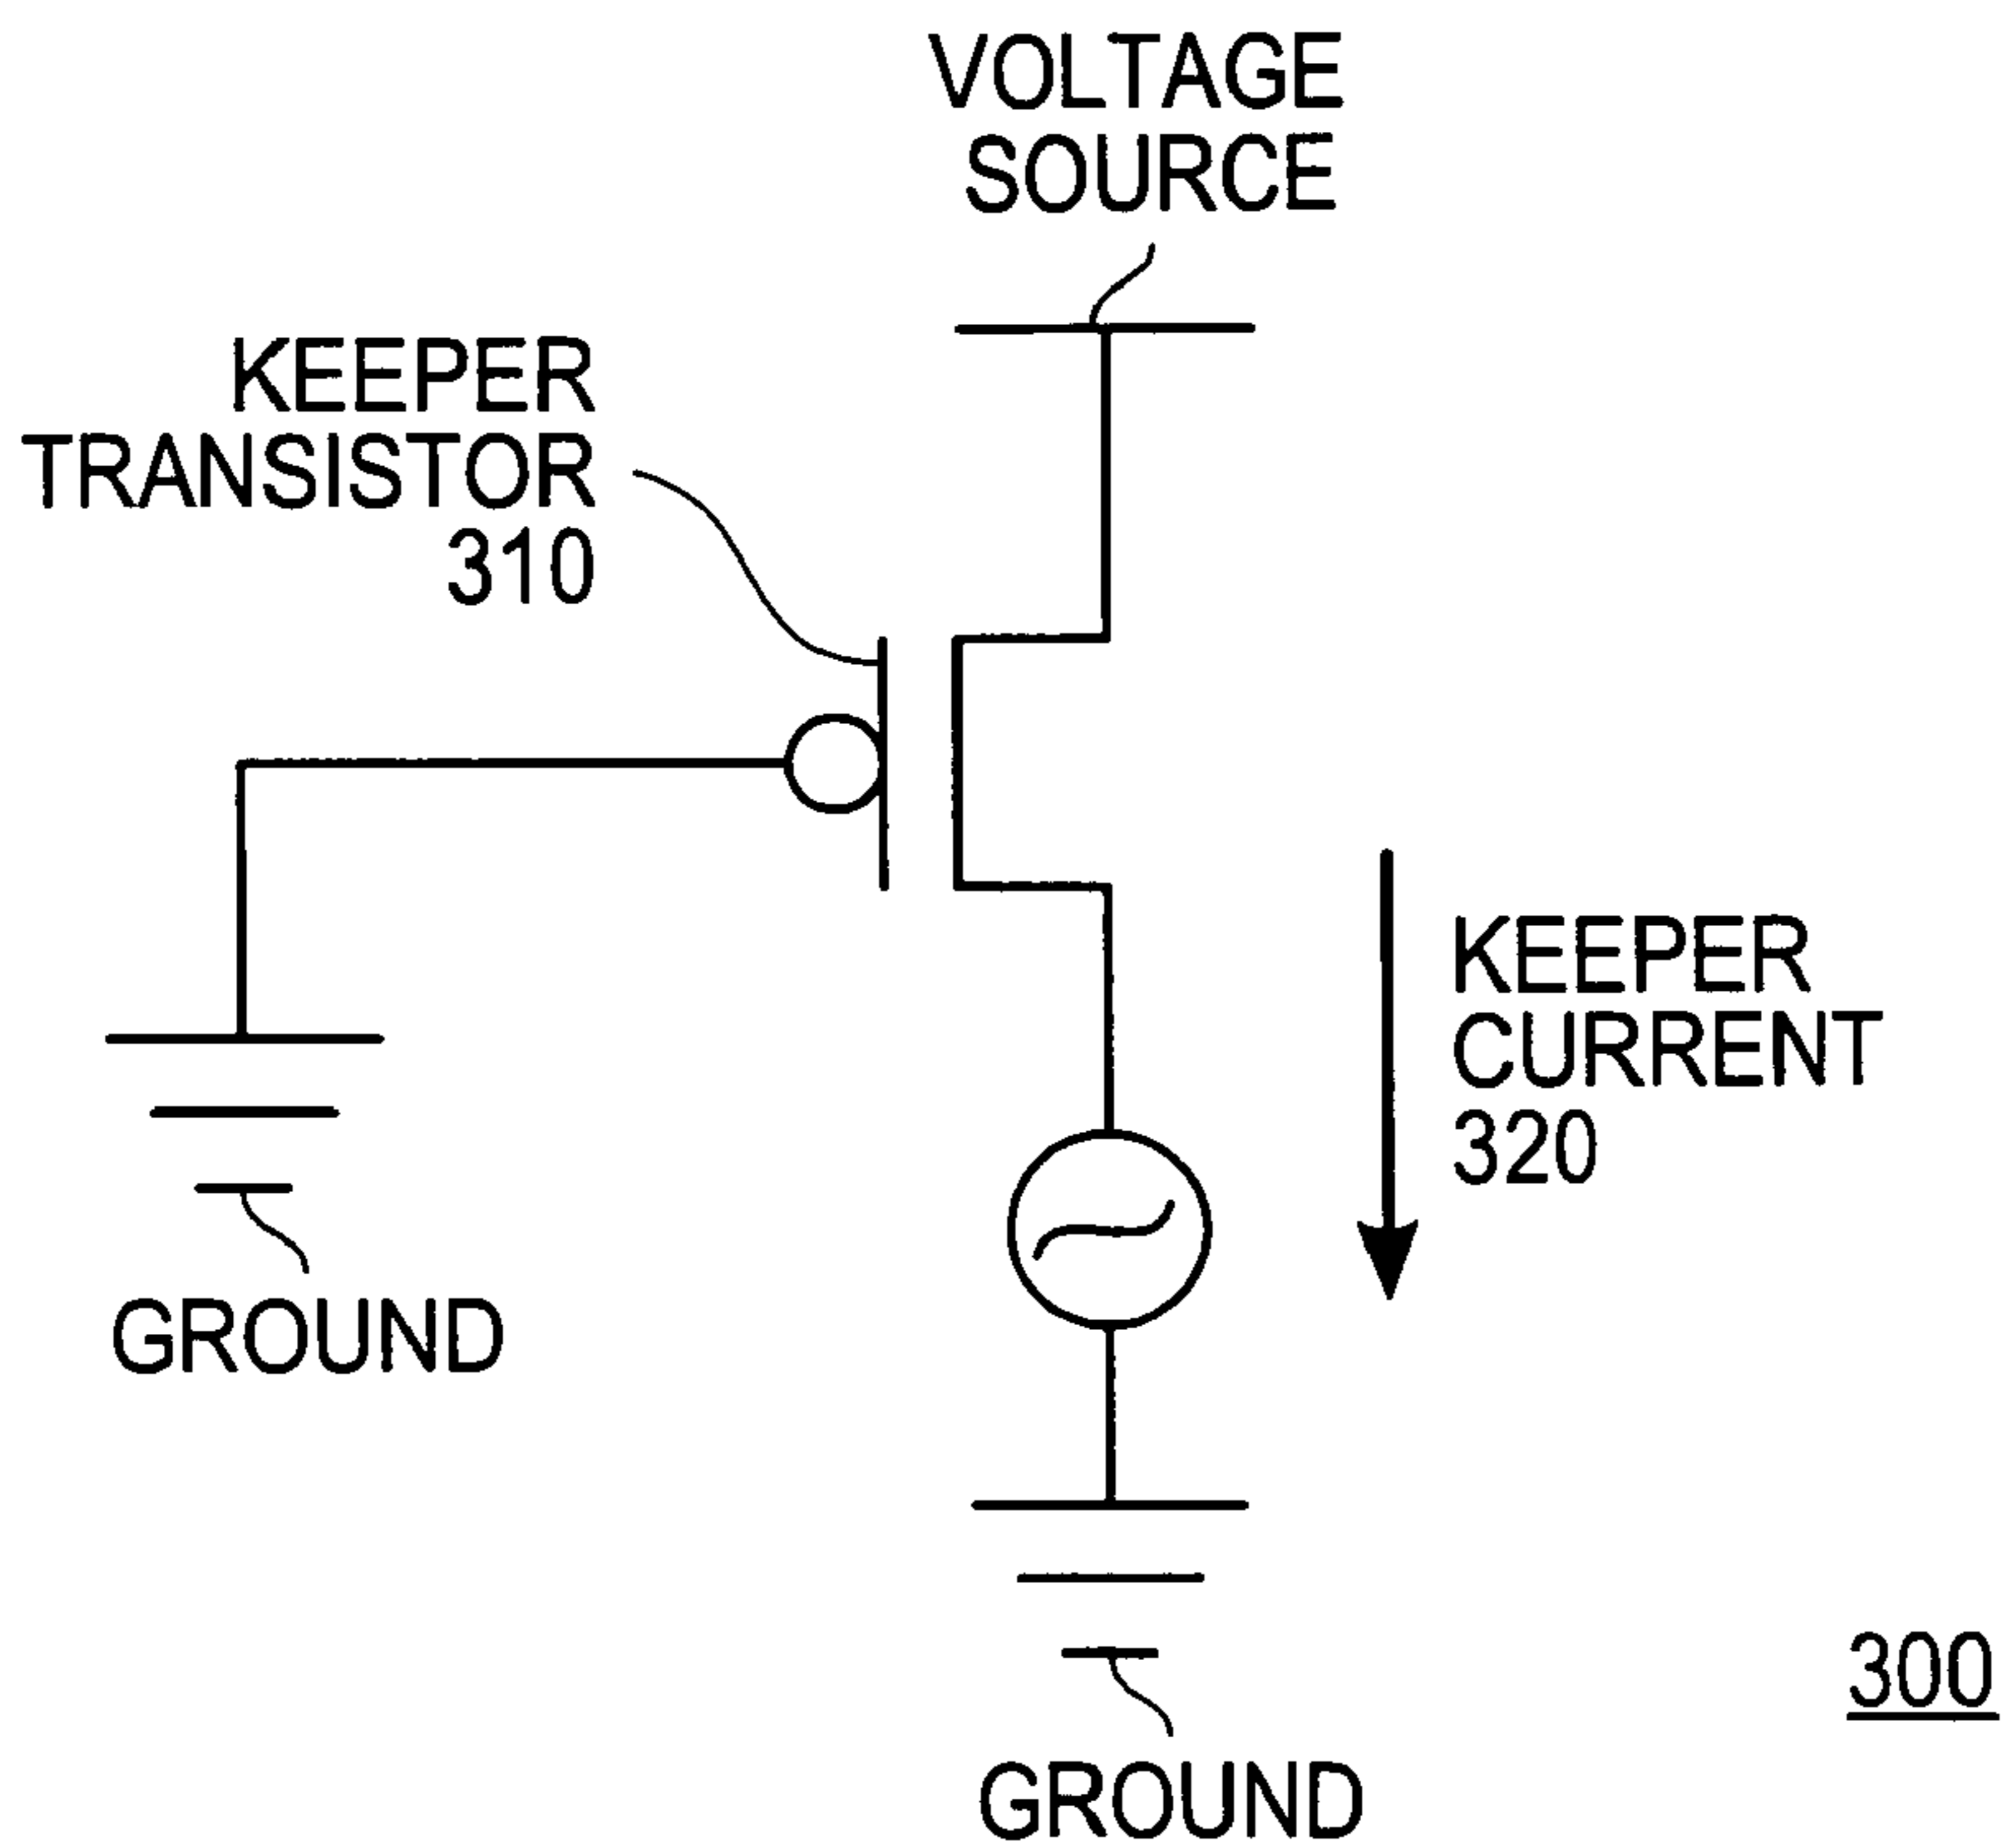 VOLTAGE
SOURCE
KEEPER
TRANSISTOR
310
KEEPER
CURRENT
320
GROUND
300
GROUND